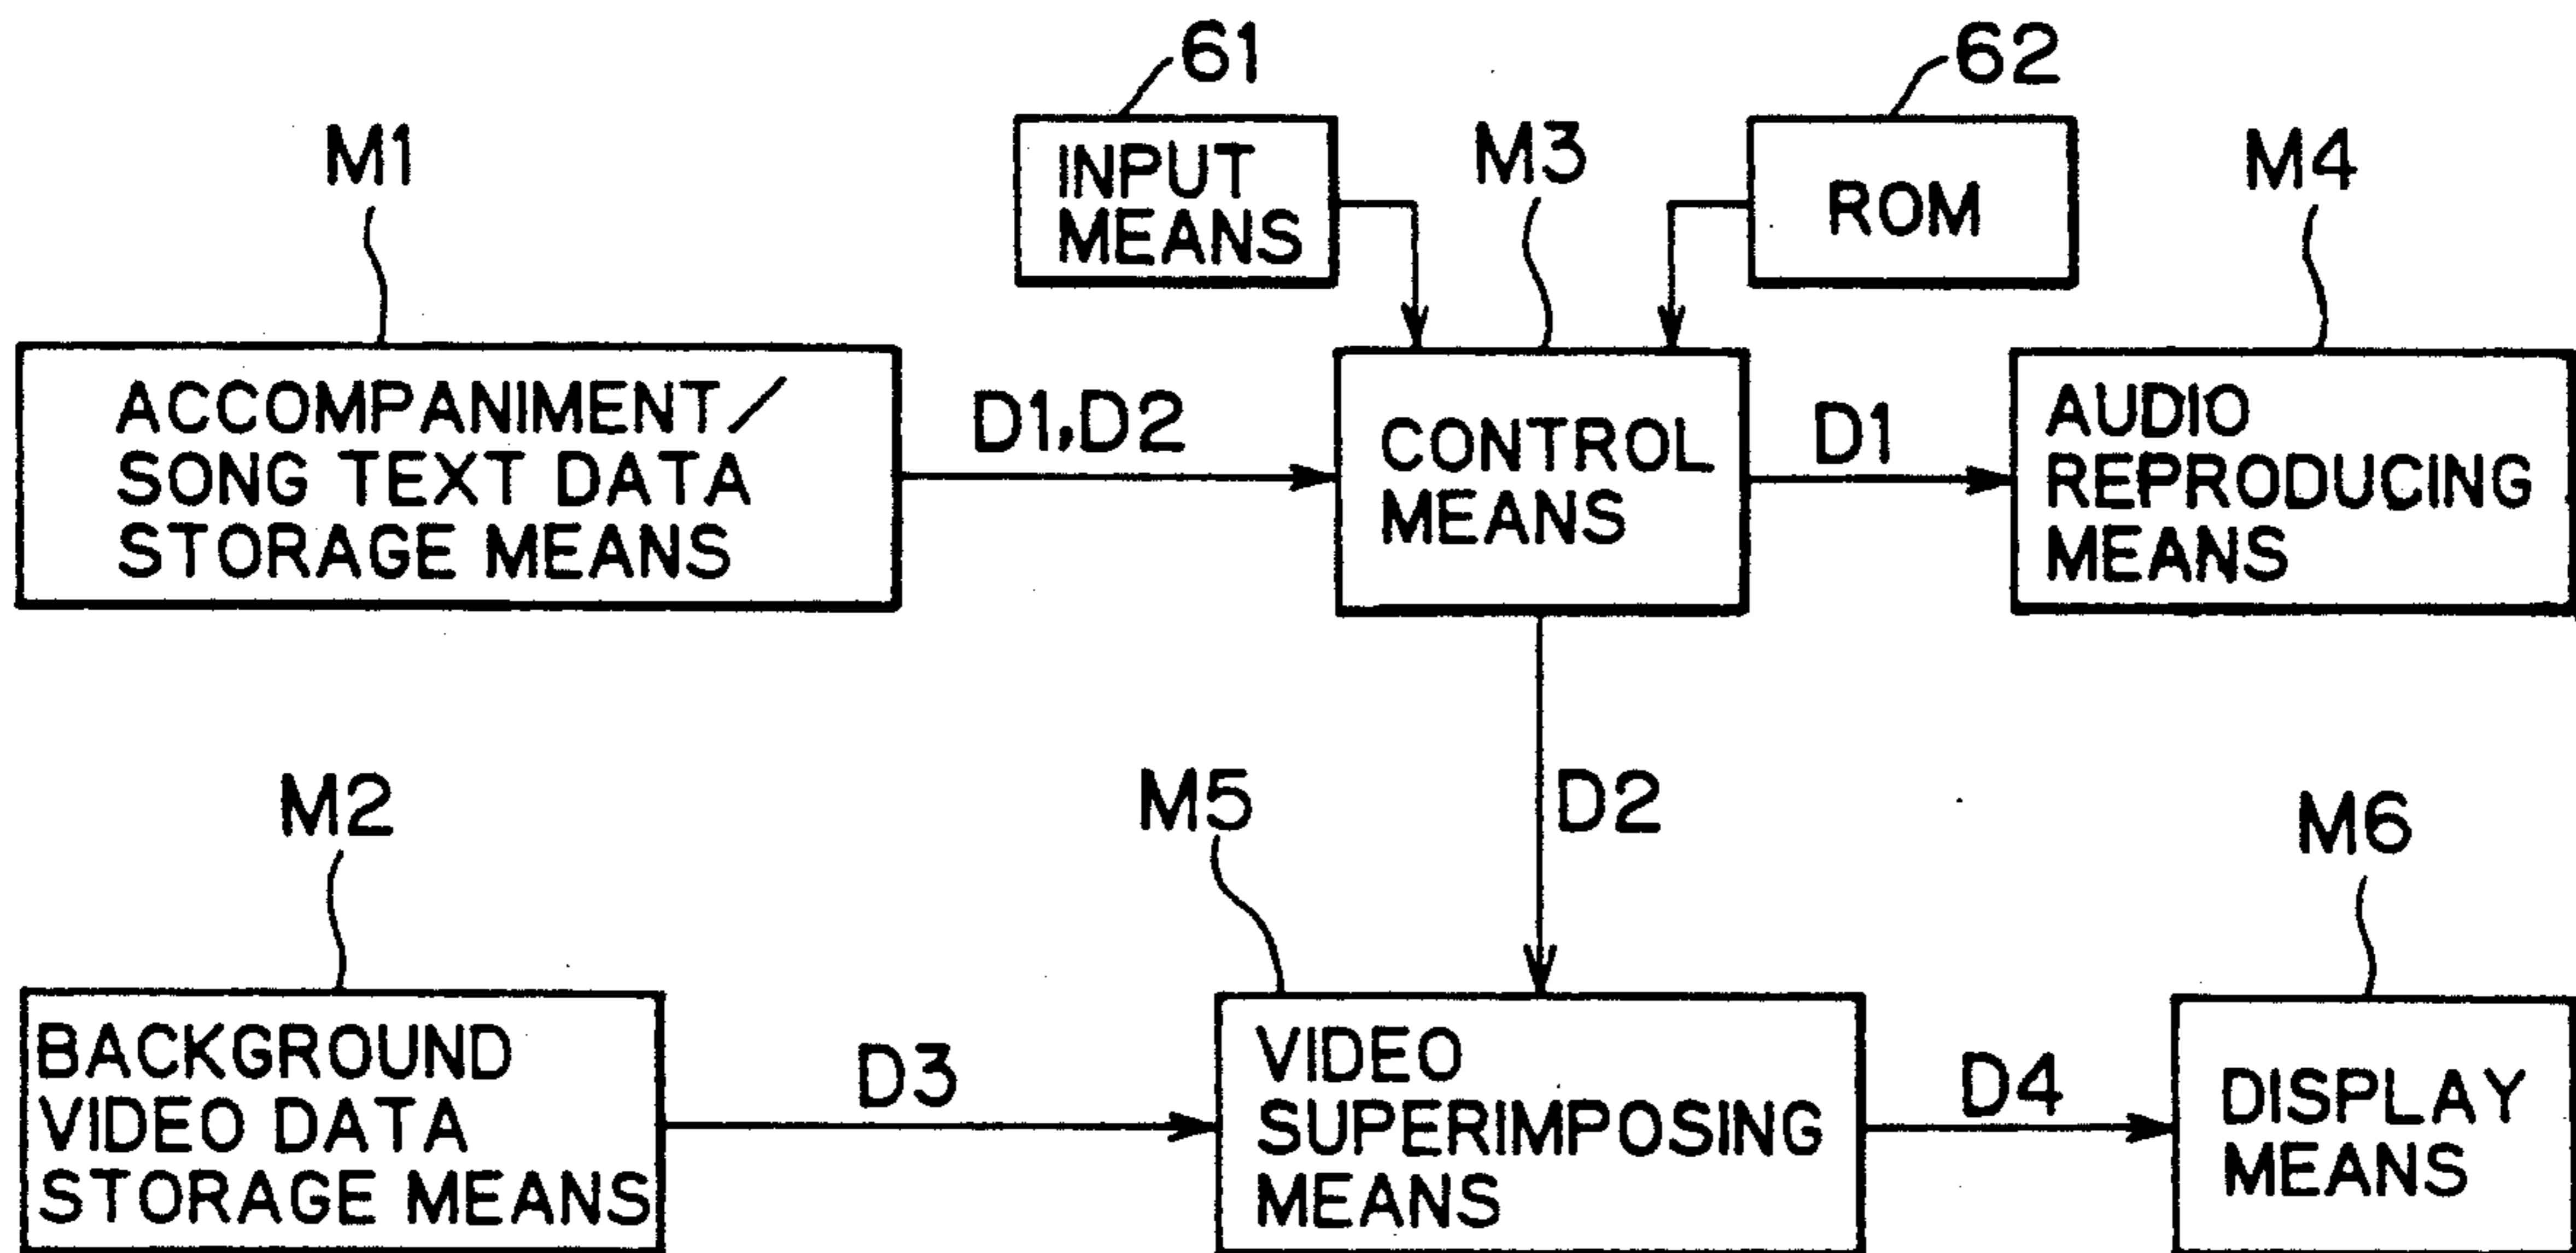 61
62
M1
INPUT
MEANS
M3
ROM
M4
ACCOMPANIMENT/
SONG TEXT DATA
STORAGE MEANS
D1,D2
CONTROL
MEANS
D1
AUDIO
REPRODUCING
MEANS
D2
M2
M5
M6
BACKGROUND
VIDEO DATA
STORAGE MEANS
D3
VIDEO
SUPERIMPOSING
MEANS
D4
DISPLAY
MEANS